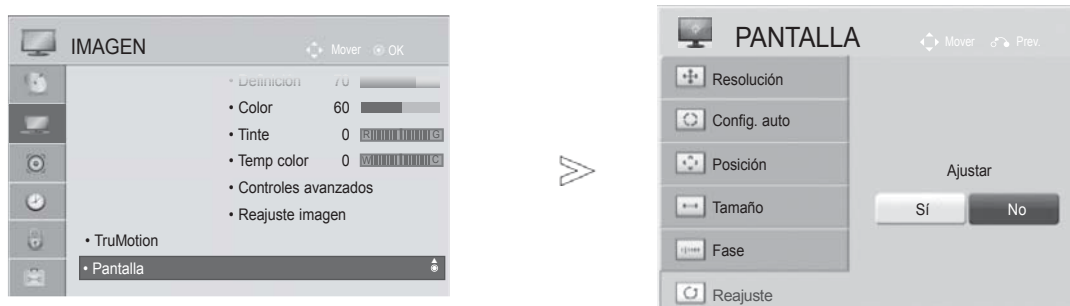 IMAGEN
Mover OK
• Definición 70
• Color 60
• Tinte 0 R G
• Temp color 0 W C
• Controles avanzados
• Reajuste imagen
• TruMotion
• Pantalla
PANTALLA
Mover Prev.
Resolución
Config. auto
Posición
Tamaño
Fase
Reajuste
Ajustar
Sí No